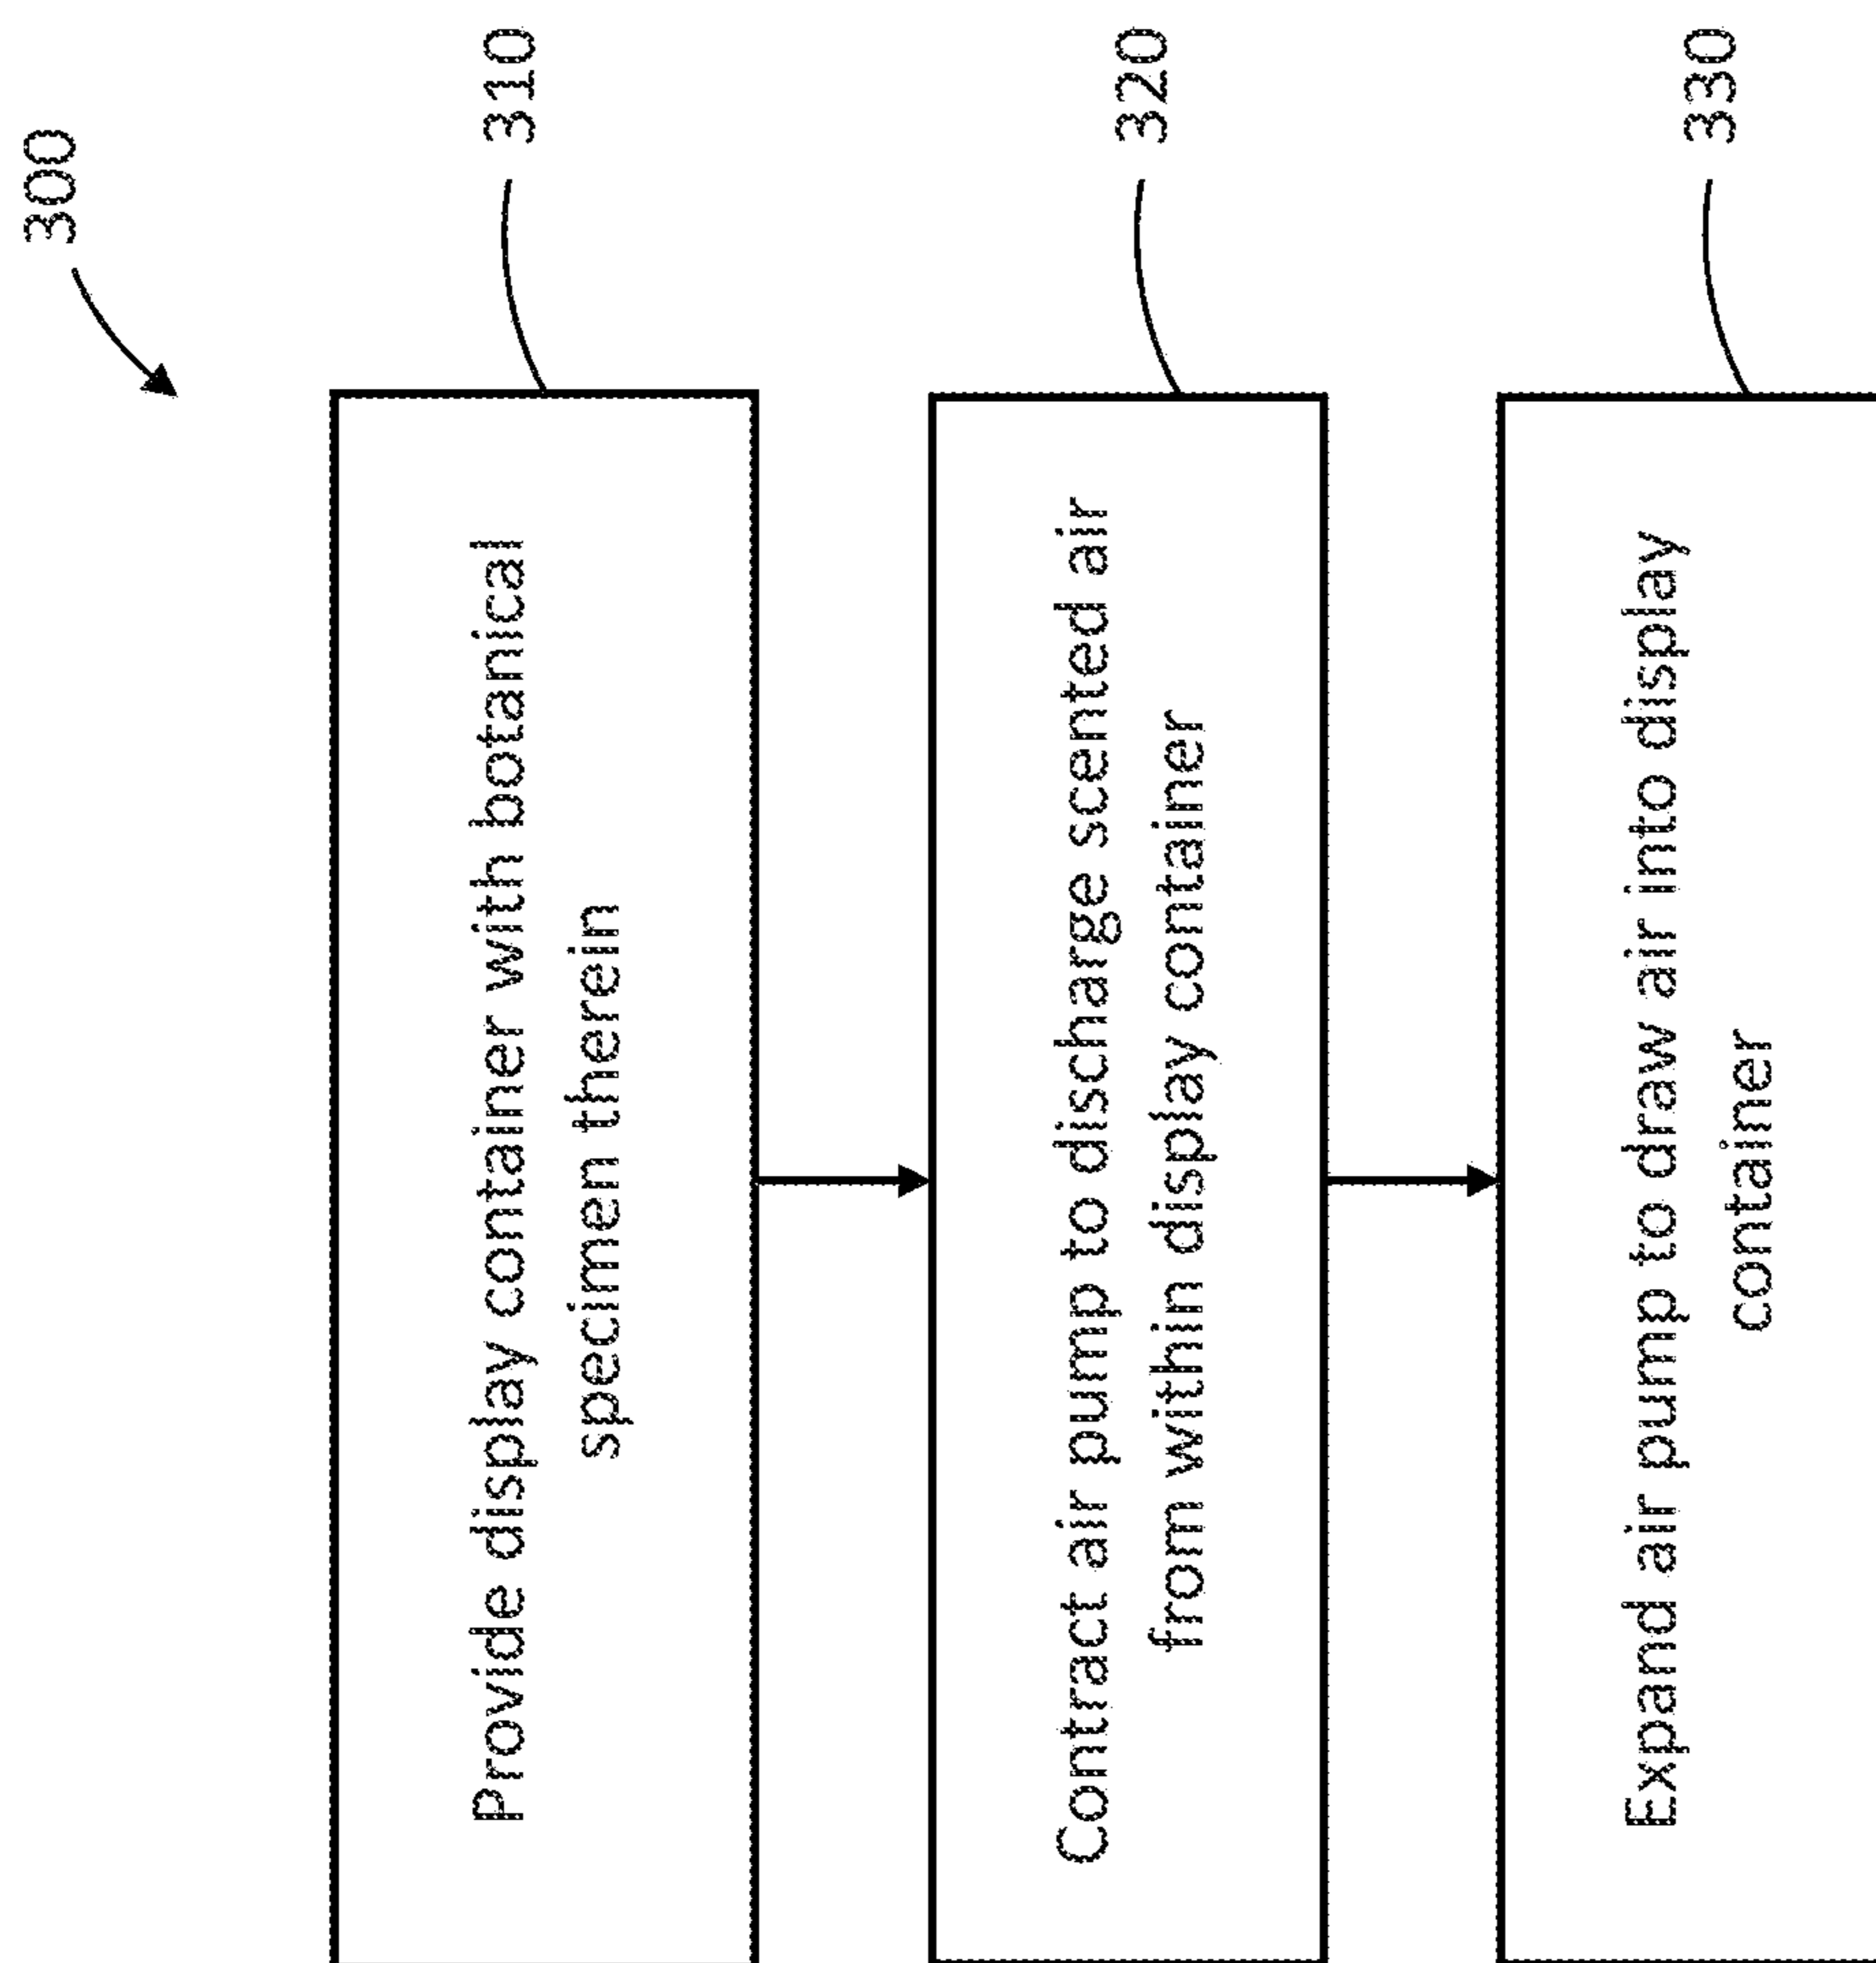 300
Provide display container with botanical
specimen therein
310
Contract air pump to discharge scented air
from within display container
320
Expand air pump to draw air into display
container
330